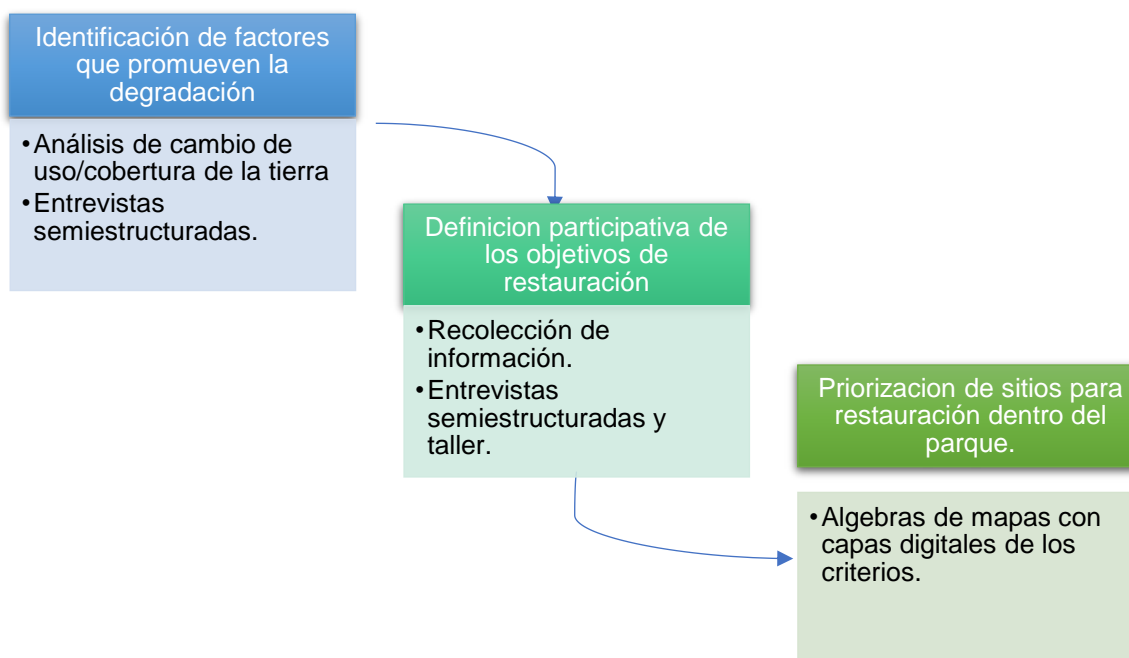 Identificación de factores
que promueven la
degradación
•Análisis de cambio de
uso/cobertura de la tierra
•Entrevistas
semiestructuradas.
Definicion participativa de
los objetivos de
restauración
•Recolección de
información.
•Entrevistas
semiestructuradas y
taller.
Priorizacion de sitios para
restauración dentro del
parque.
•Algebras de mapas con
capas digitales de los
criterios.